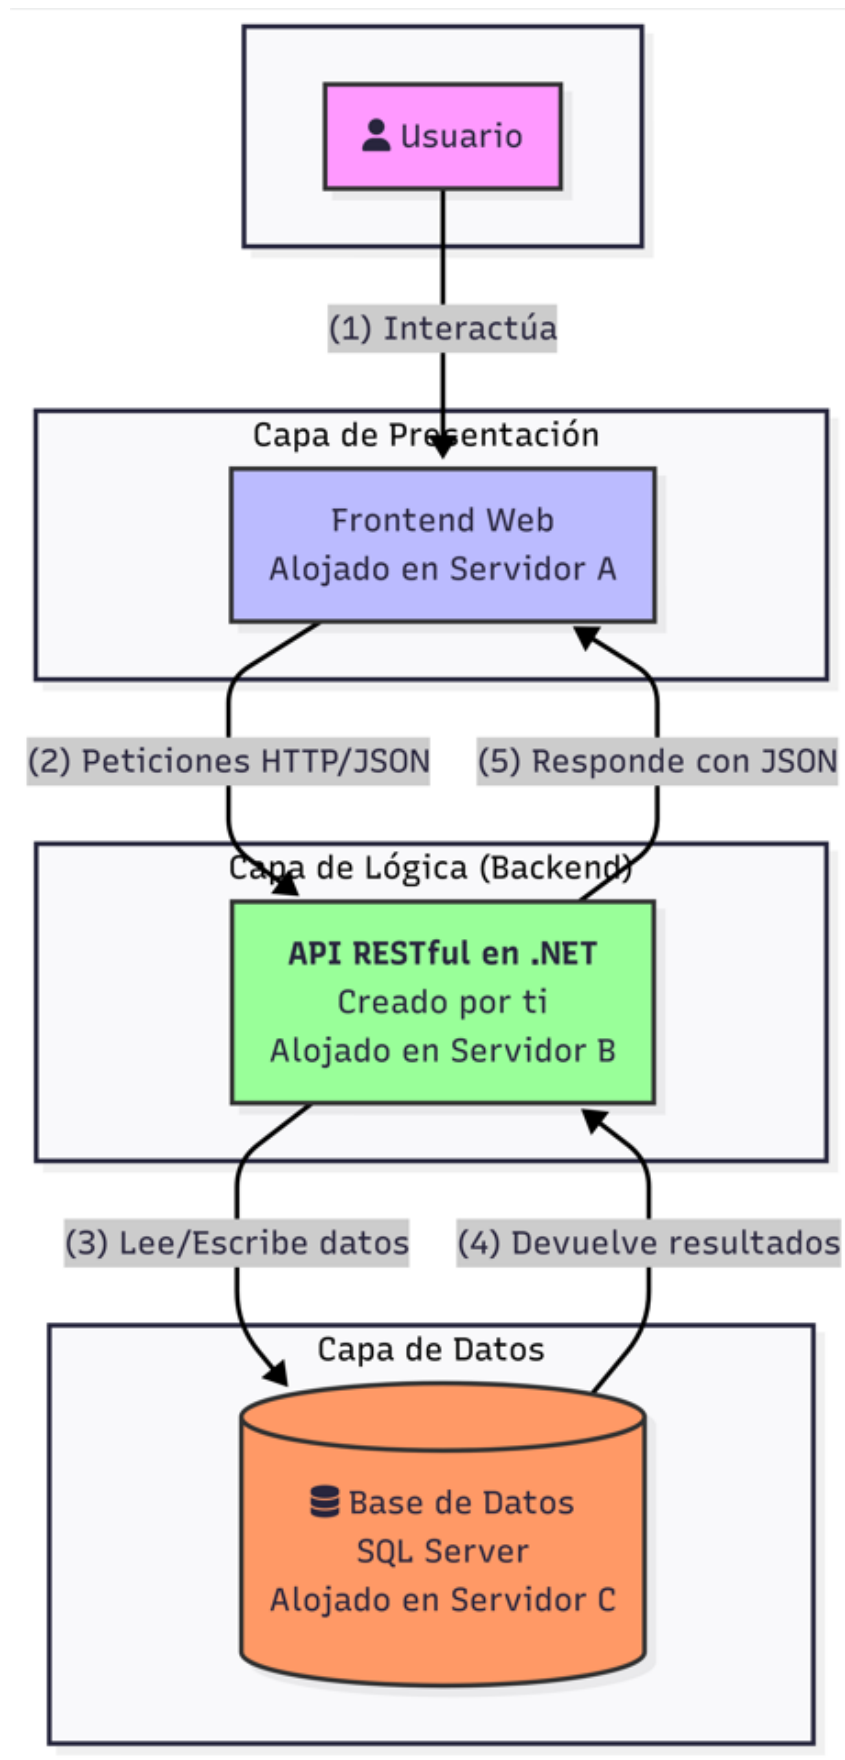 Usuario
(1) Interactúa
Capa de Presentación
Frontend Web
Alojado en Servidor A
(2) Peticiones HTTP/JSON
(5) Responde con JSON
Capa de Lógica (Backend)
API RESTful en .NET
Creado por ti
Alojado en Servidor B
(3) Lee/Escribe datos
(4) Devuelve resultados
Capa de Datos
Base de Datos
SQL Server
Alojado en Servidor C